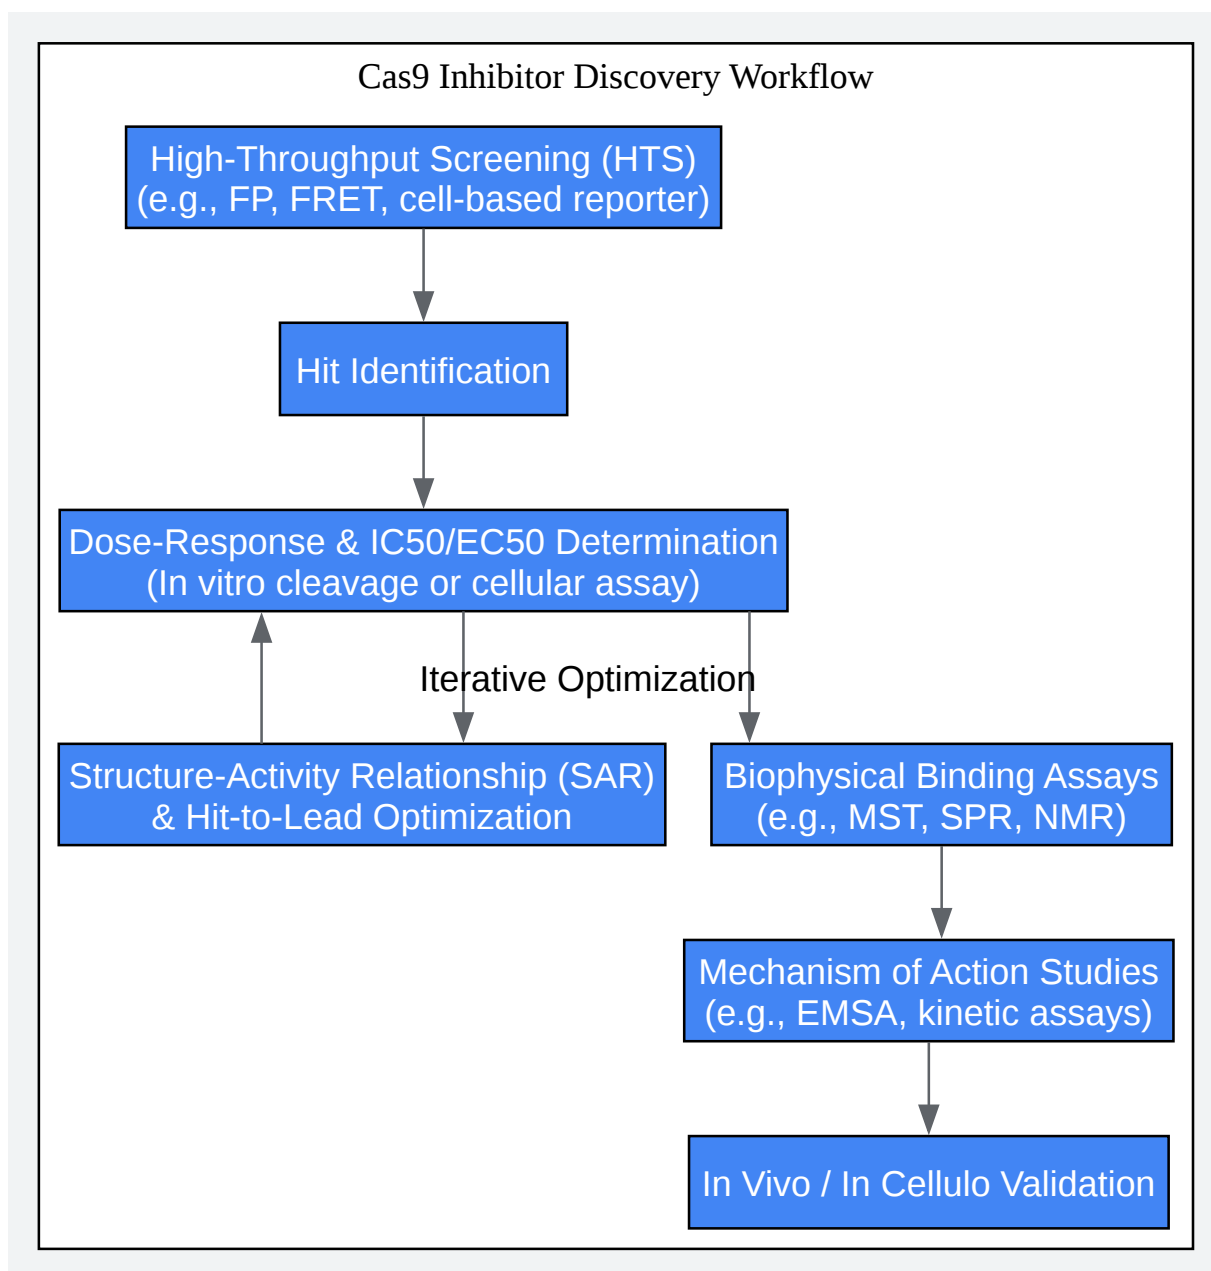 Cas9 Inhibitor Discovery Workflow
High-Throughput Screening (HTS)
(e.g., FP, FRET, cell-based reporter)
Hit Identification
Dose-Response & IC50/EC50 Determination
(In vitro cleavage or cellular assay)
Iterative Optimization
Structure-Activity Relationship (SAR)
& Hit-to-Lead Optimization
Biophysical Binding Assays
(e.g., MST, SPR, NMR)
Mechanism of Action Studies
(e.g., EMSA, kinetic assays)
In Vivo / In Cellulo Validation